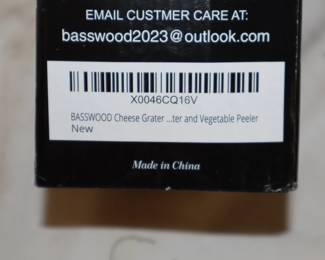 EMAIL CUSTMER CARE AT:
basswood2023@outlook.com
X0046CQ16V
BASSWOOD Cheese Grater ...ter and Vegetable Peeler
New
Made in China